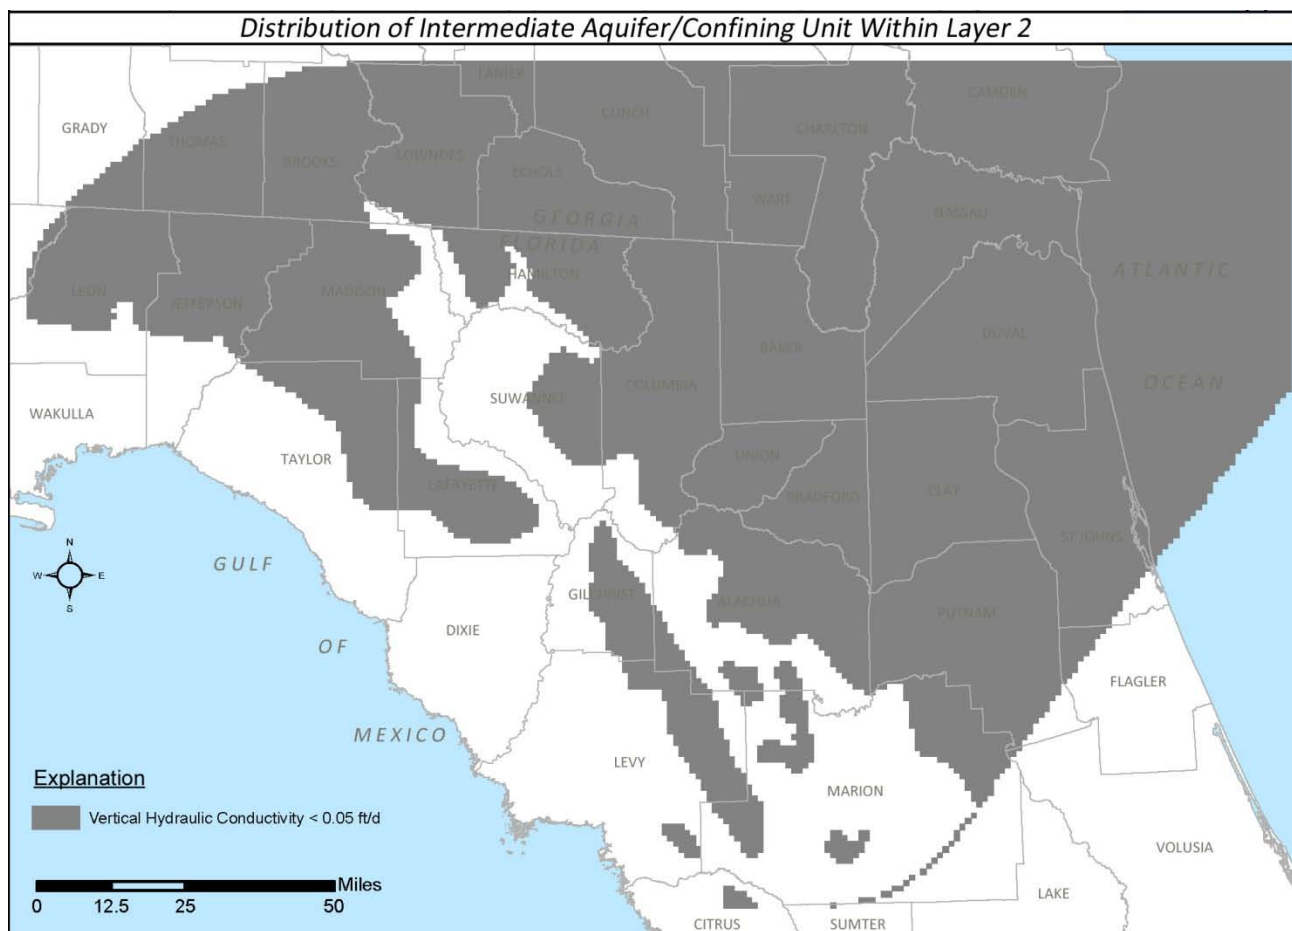 Distribution of Intermediate Aquifer/Confining Unit Within Layer 2
LANIER
CAMDEN
CLINCH
GRADY
CHARLTON
THOMAS
LOWNDES
BROOKS
ECHOLS
WARE
NASSAU
GEORGIA
FLORIDA
HAMILTON
ATLANTIC
LEON
MADISON
JEFFERSON
DUVAL
BAKER
OCEAN
COLUMBIA
SUWANNEE
WAKULLA
UNION
TAYLOR
LAFAYETTE
CLAY
BRADFORD
ST JOHNS
N
W E
S
GULF
GILCHRIST
ALACHUA
PUTNAM
DIXIE
OF
FLAGLER
MEXICO
LEVY
Explanation
MARION
Vertical Hydraulic Conductivity < 0.05 ft/d
VOLUSIA
Miles
0 12.5 25 50
LAKE
CITRUS
SUMTER